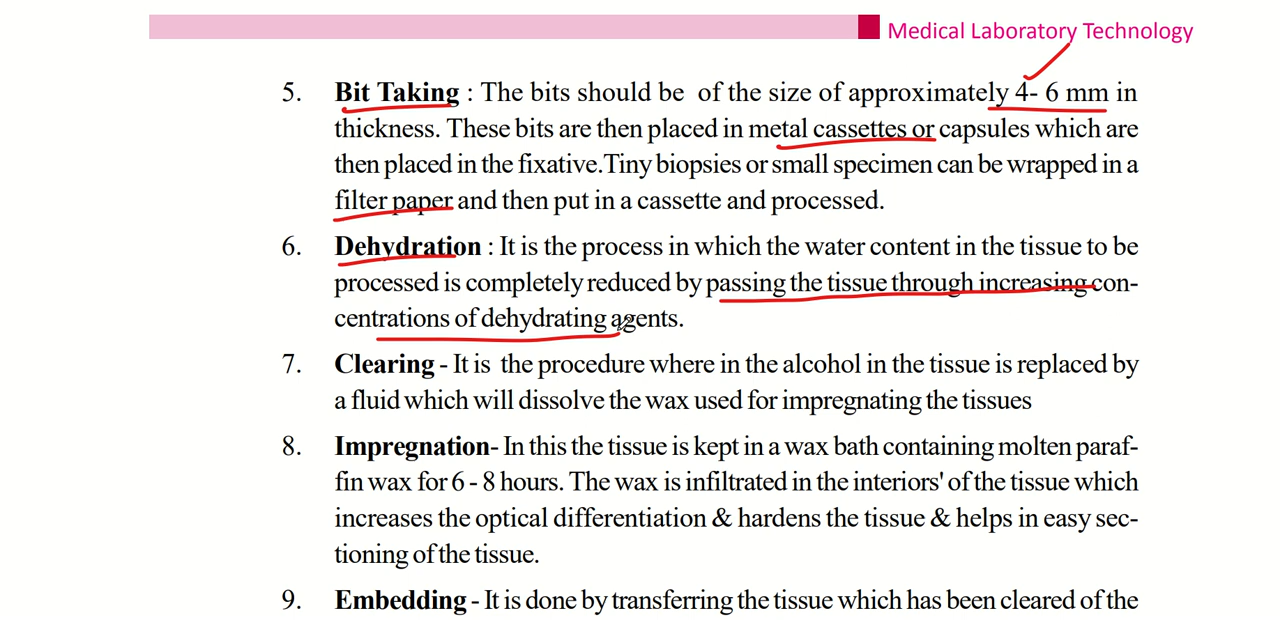 Medical Laboratory Technology
5. Bit Taking : The bits should be of the size of approximately 4- 6 mm in
thickness. These bits are then placed in metal cassettes or capsules which are
then placed in the fixative.Tiny biopsies or small specimen can be wrapped in a
filter paper and then put in a cassette and processed.
6. Dehydration : It is the process in which the water content in the tissue to be
processed is completely reduced by passing the tissue through increasing con-
centrations of dehydrating agents.
7. Clearing - It is the procedure where in the alcohol in the tissue is replaced by
a fluid which will dissolve the wax used for impregnating the tissues
8. Impregnation- In this the tissue is kept in a wax bath containing molten paraf-
fin wax for 6 - 8 hours. The wax is infiltrated in the interiors' of the tissue which
increases the optical differentiation & hardens the tissue & helps in easy sec-
tioning of the tissue.
9. Embedding - It is done by transferring the tissue which has been cleared of the